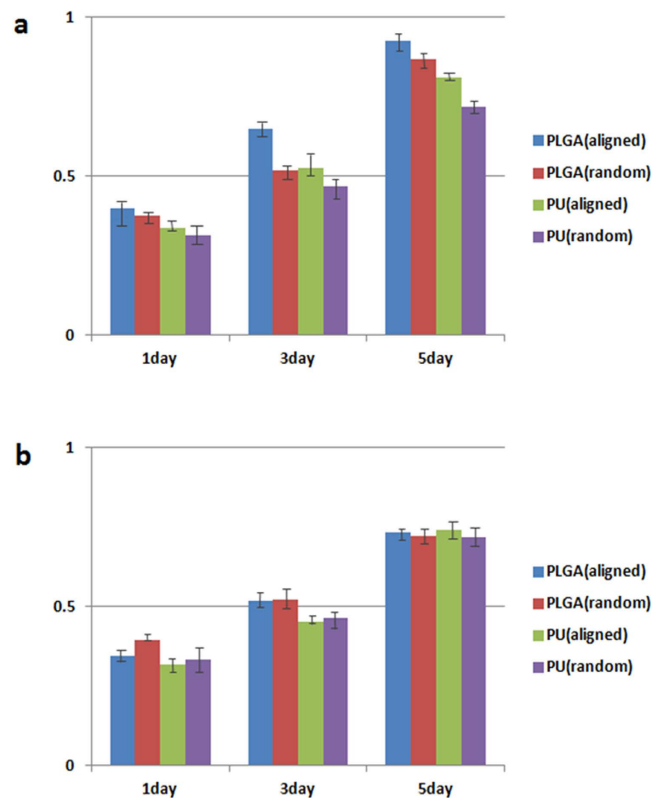 a
1
0.5
0
1day 3day 5day
PLGA(aligned)
PLGA(random)
PU(aligned)
PU(random)
b
1
0.5
0
1day 3day 5day
PLGA(aligned)
PLGA(random)
PU(aligned)
PU(random)